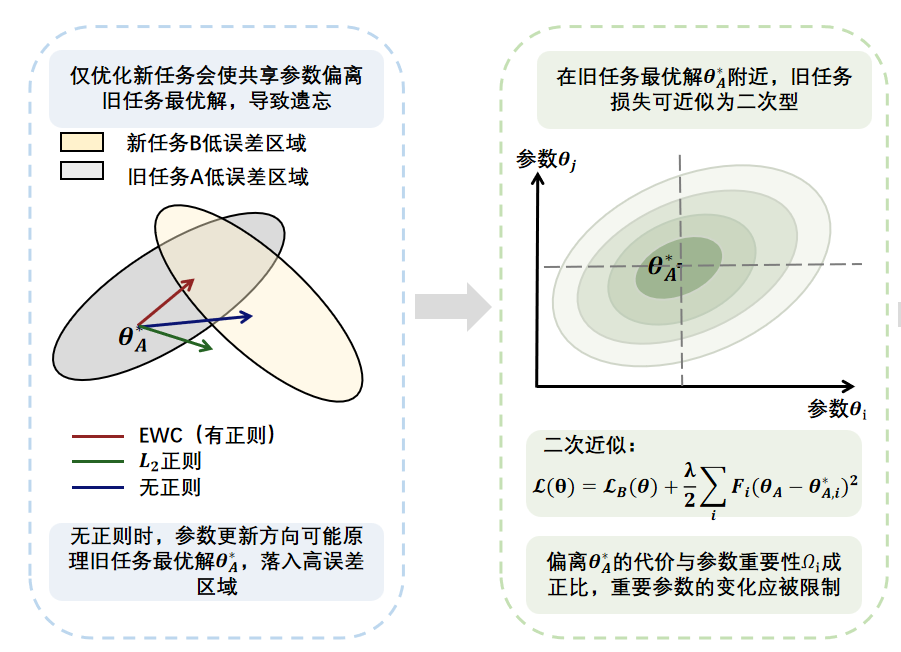 仅优化新任务会使共享参数偏离
旧任务最优解，导致遗忘
新任务B低误差区域
旧任务A低误差区域
θ*A
EWC（有正则）
L₂正则
无正则
无正则时，参数更新方向可能原
理旧任务最优解θ*A，落入高误差
区域
在旧任务最优解θ*A附近，旧任务
损失可近似为二次型
参数θj
θ*A
参数θi
二次近似：
ℒ(θ) = ℒB(θ) + λ/2 ∑i Fi(θA − θ*A,i)²
偏离θ*A的代价与参数重要性Ωi成
正比，重要参数的变化应被限制